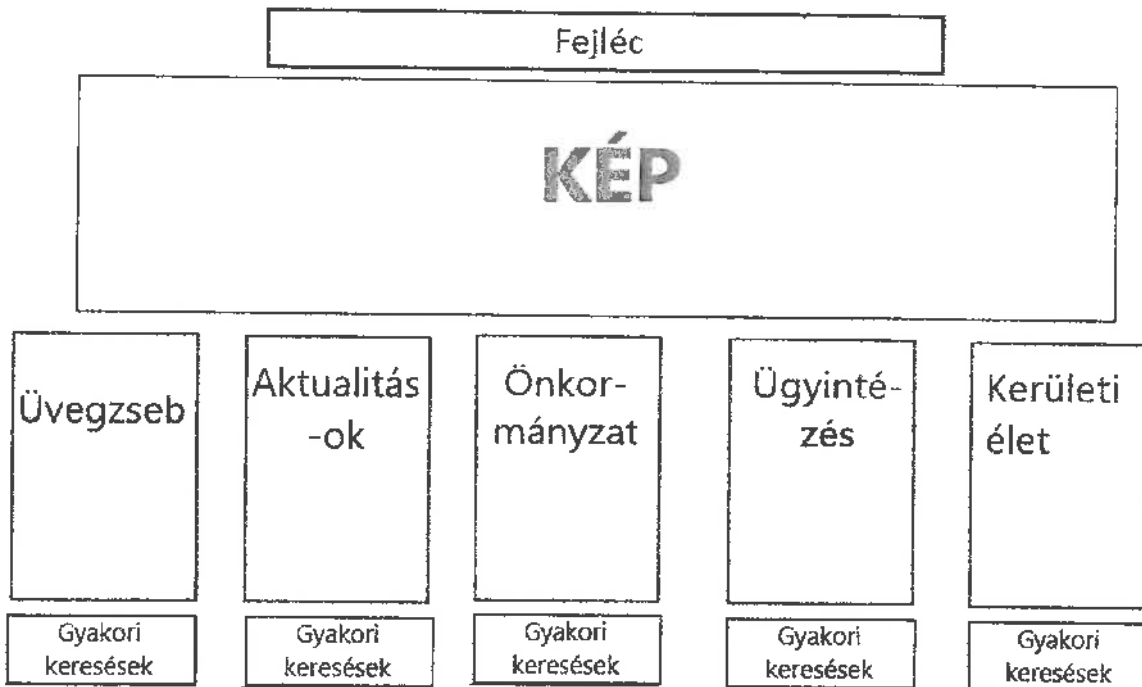 Fejléc
KÉP
Üvegzseb
Aktualitás
-ok
Önkor-
mányzat
Ügyinté-
zés
Kerületi
élet
Gyakori
keresések
Gyakori
keresések
Gyakori
keresések
Gyakori
keresések
Gyakori
keresések